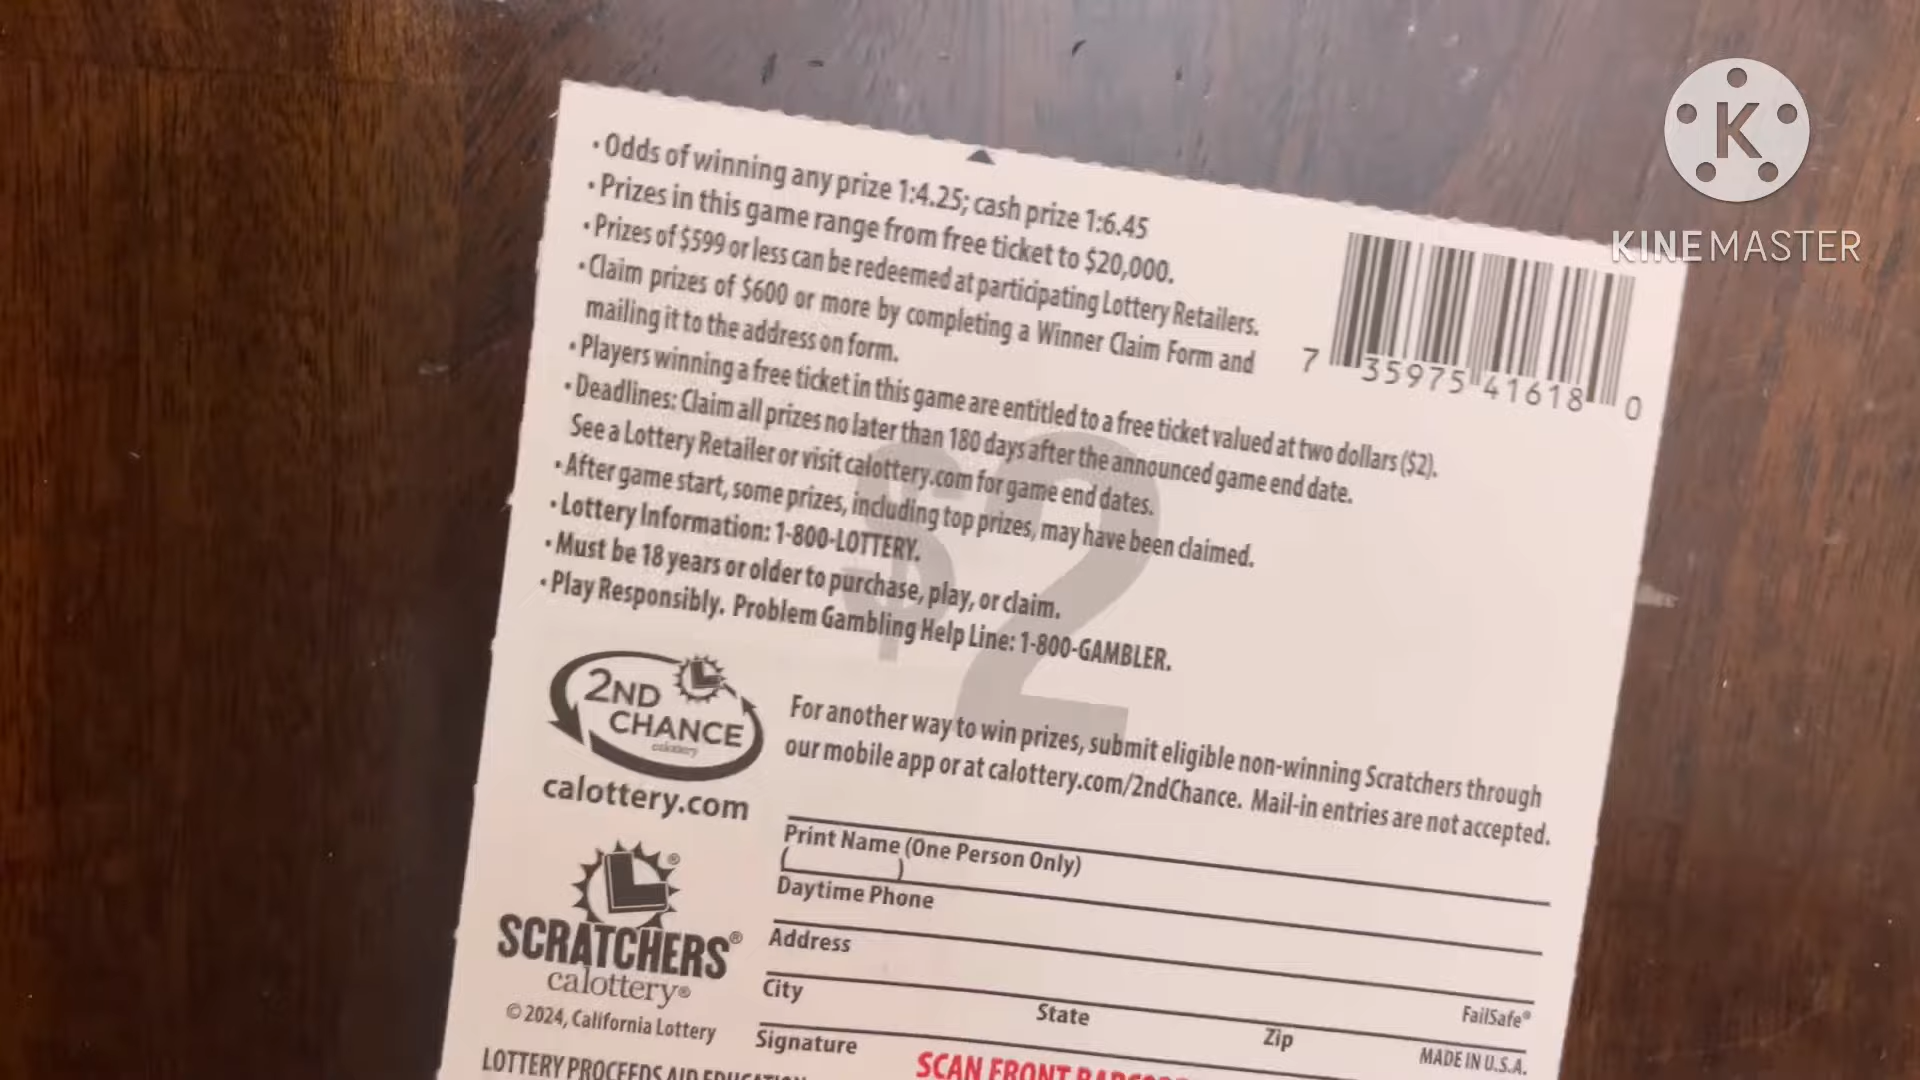 • Odds of winning any prize 1:4.25; cash prize 1:6.45
• Prizes in this game range from free ticket to $20,000.
• Prizes of $599 or less can be redeemed at participating Lottery Retailers.
• Claim prizes of $600 or more by completing a Winner Claim Form and
mailing it to the address on form.
• Players winning a free ticket in this game are entitled to a free ticket valued at two dollars ($2).
• Deadlines: Claim all prizes no later than 180 days after the announced game end date.
See a Lottery Retailer or visit calottery.com for game end dates.
• After game start, some prizes, including top prizes, may have been claimed.
• Lottery Information: 1-800-LOTTERY.
• Must be 18 years or older to purchase, play, or claim.
• Play Responsibly. Problem Gambling Help Line: 1-800-GAMBLER.
$2
7 35975 41618 0
K
KINEMASTER
2ND
CHANCE
calottery
calottery.com
For another way to win prizes, submit eligible non-winning Scratchers through
our mobile app or at calottery.com/2ndChance. Mail-in entries are not accepted.
Print Name (One Person Only)
(          )
Daytime Phone
Address
City State Zip
Signature
L®
SCRATCHERS®
calottery®
© 2024, California Lottery
FailSafe®
MADE IN U.S.A.
LOTTERY PROCEEDS AID EDUCATION
SCAN FRONT